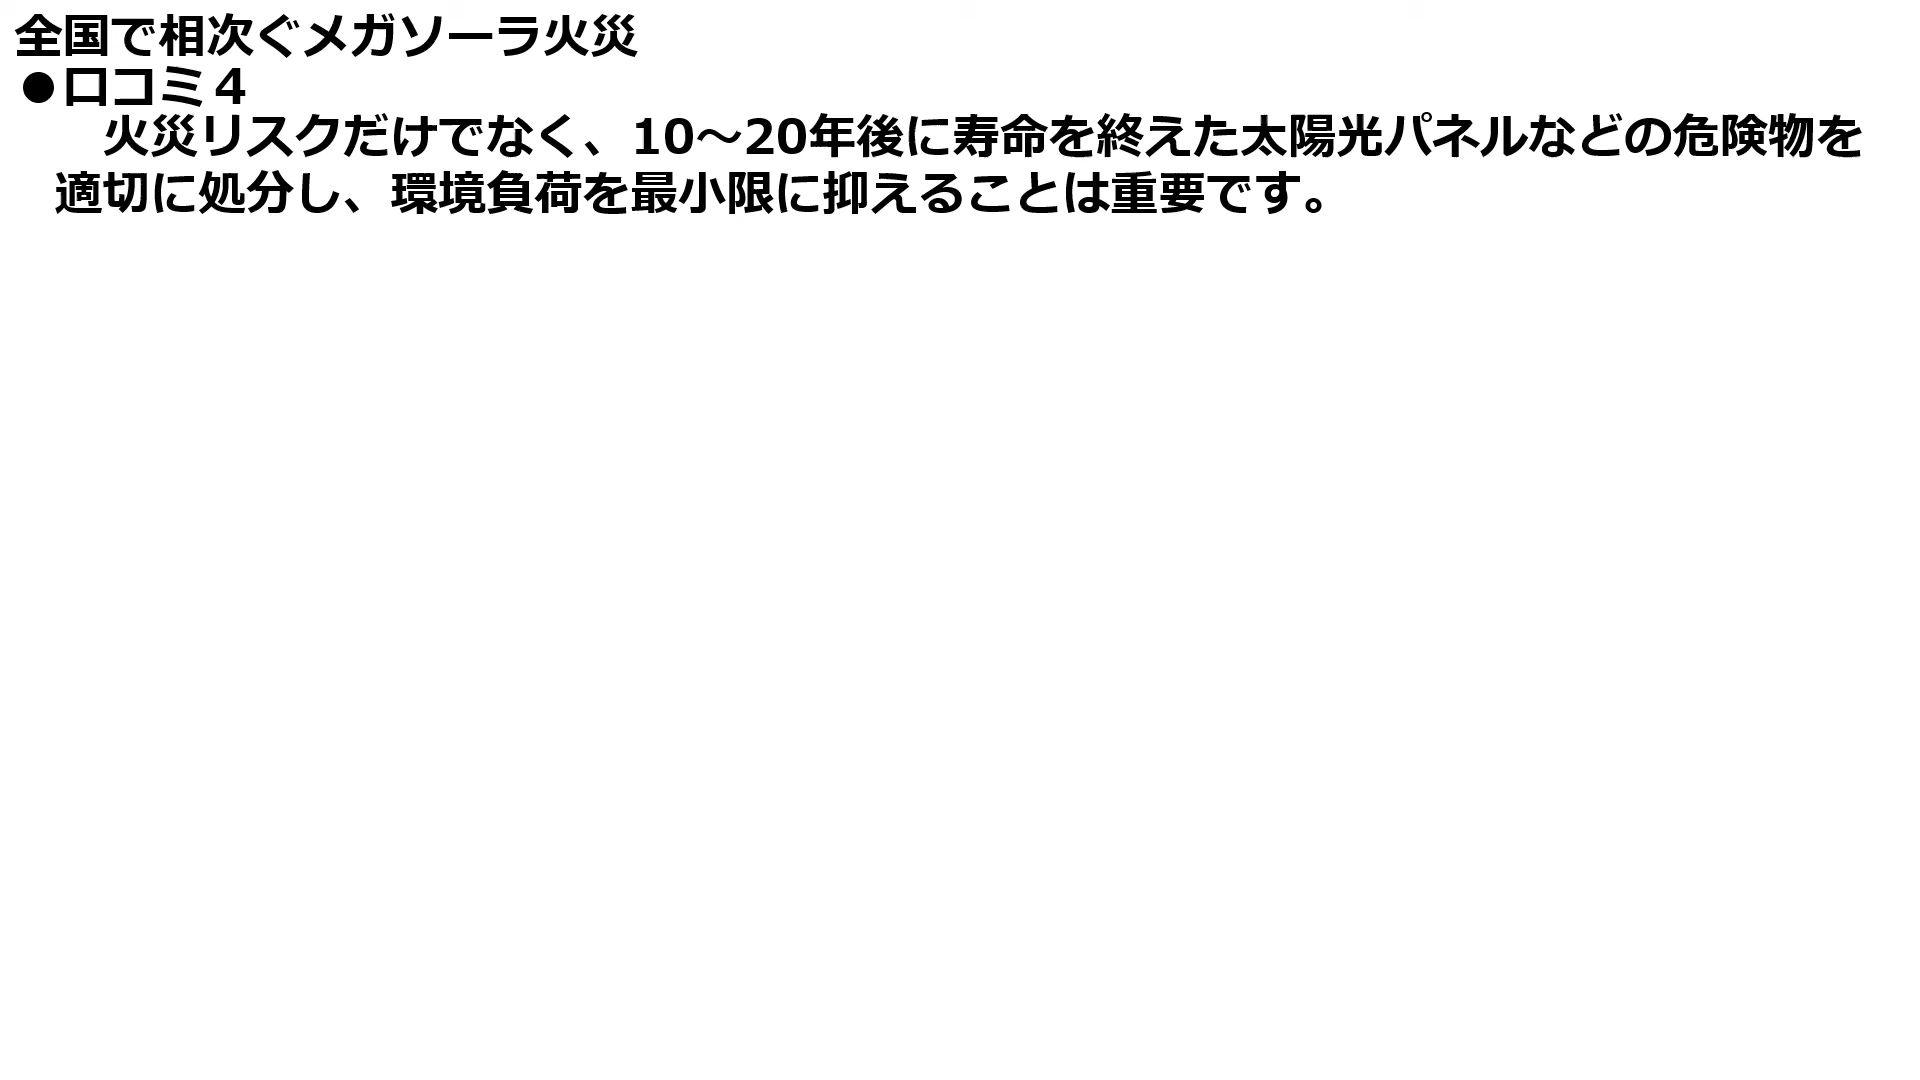 全国で相次ぐメガソーラ火災
●口コミ４
火災リスクだけでなく、10～20年後に寿命を終えた太陽光パネルなどの危険物を
適切に処分し、環境負荷を最小限に抑えることは重要です。